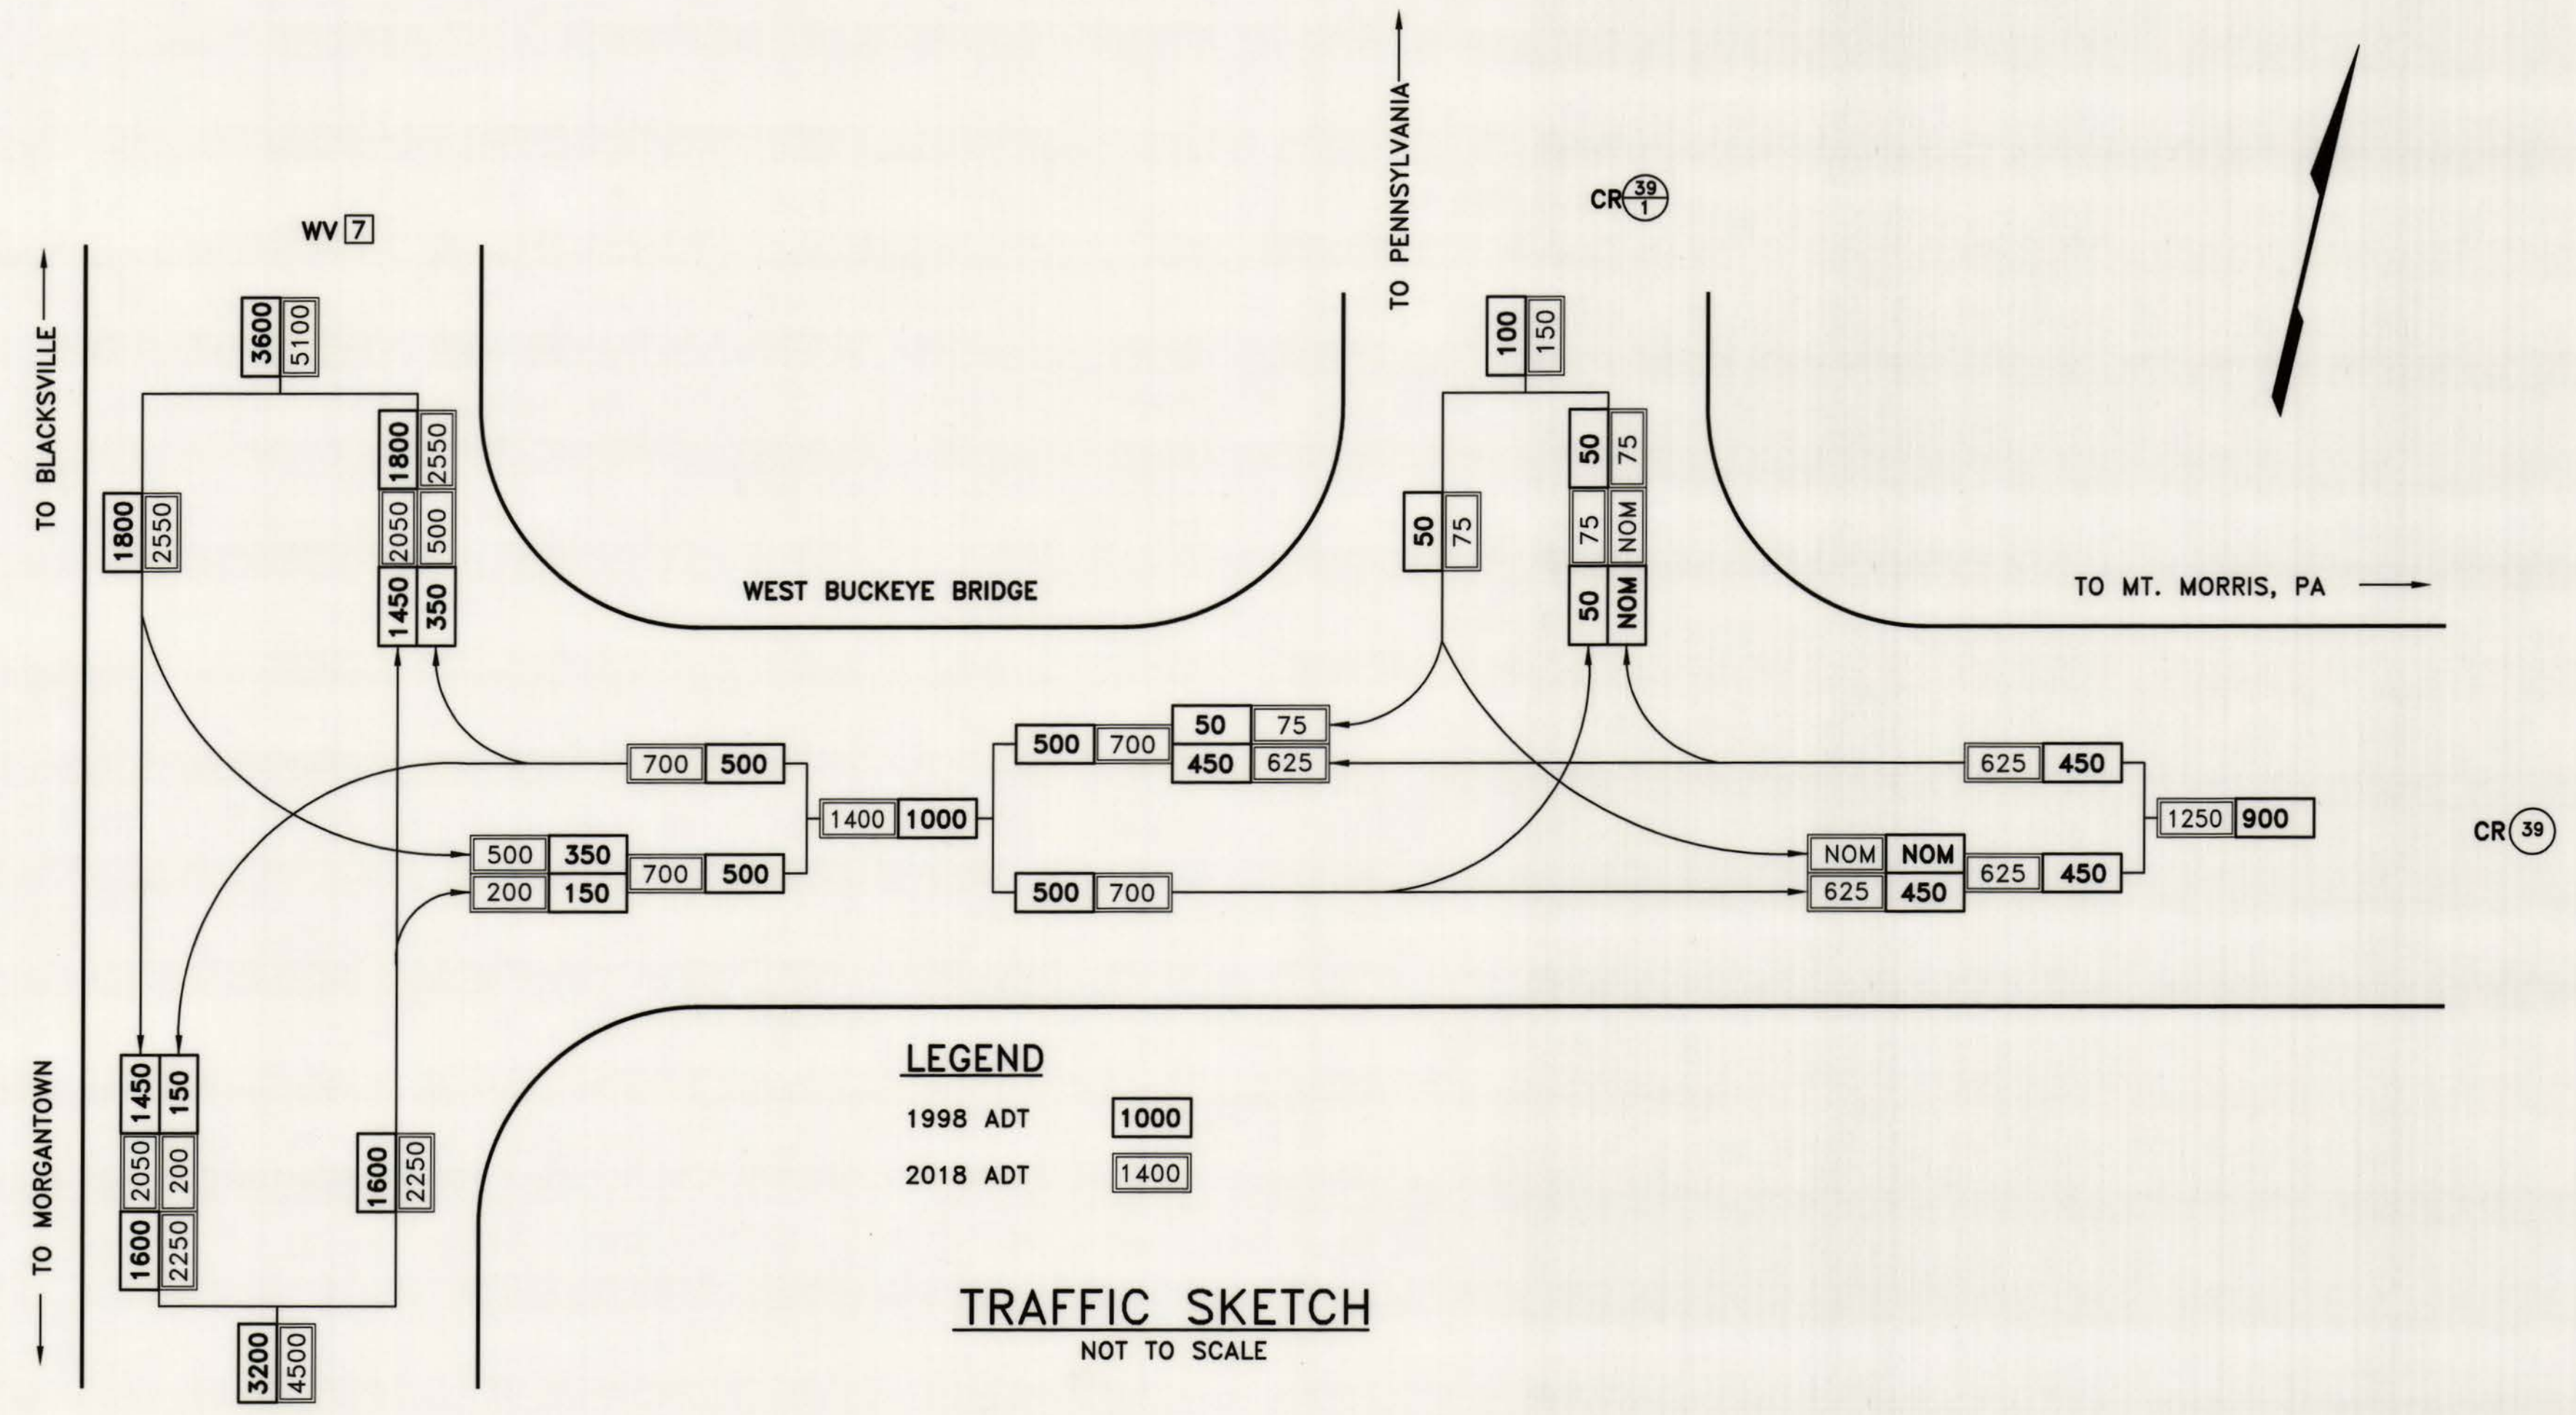 TO PENNSYLVANIA
CR 39/1
WV 7
TO BLACKSVILLE
3600 5100
100 150
1800 2550
50 75
1800 2550
2050 500
1450 350
50 75
75 NOM
50 NOM
WEST BUCKEYE BRIDGE
TO MT. MORRIS, PA
700 500
500 700
50 75
450 625
625 450
1400 1000
1250 900
CR 39
500 350
200 150
700 500
500 700
NOM NOM
625 450
625 450
TO MORGANTOWN
1450 150
2050 200
1600 2250
1600 2250
3200 4500
LEGEND
1998 ADT 1000
2018 ADT 1400
TRAFFIC SKETCH
NOT TO SCALE